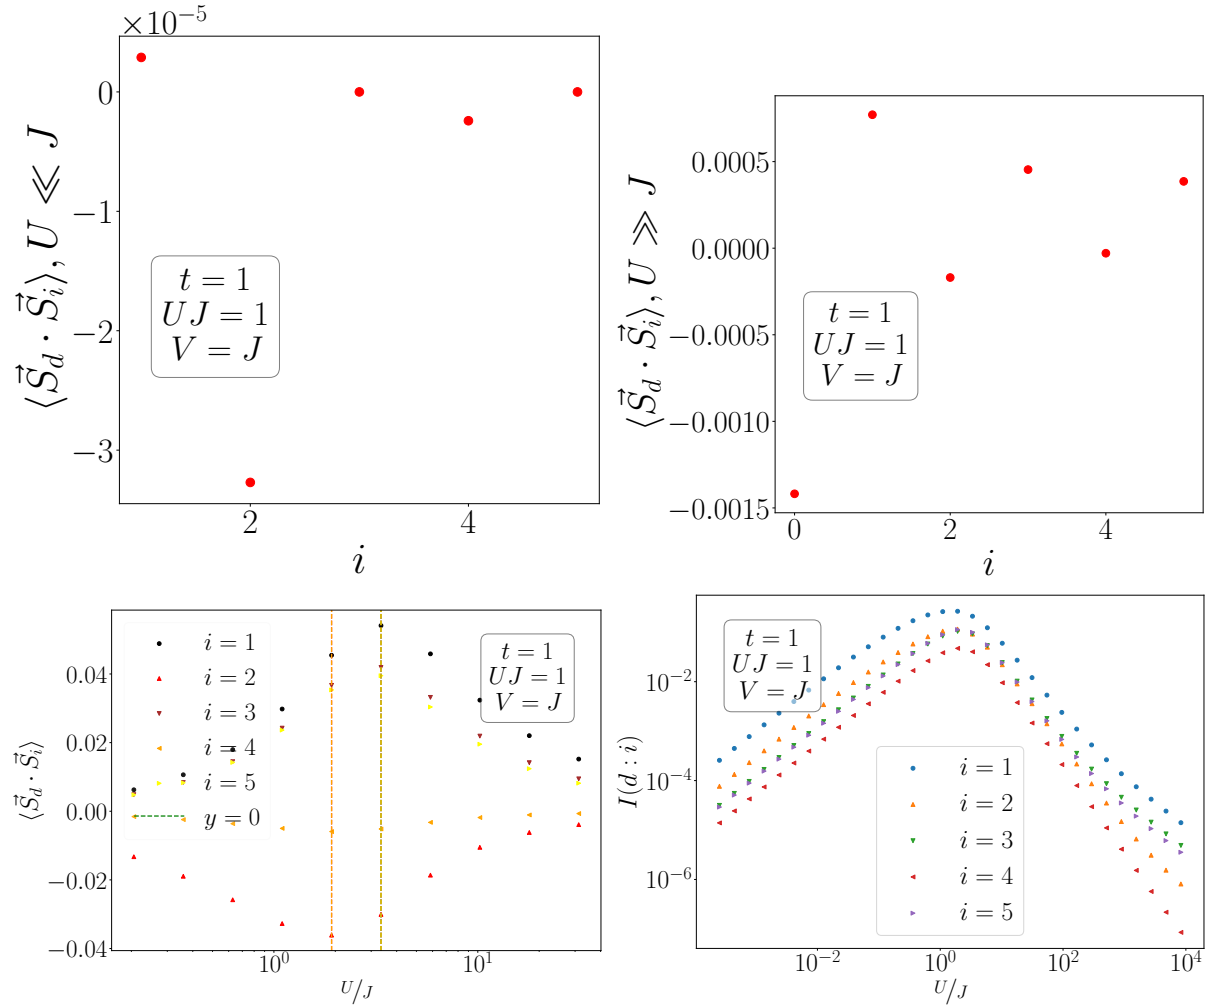 ×10⁻⁵
0
−1
−2
−3
2
4
i
⟨S⃗_d · S⃗_i⟩, U ≪ J
t = 1
UJ = 1
V = J
0.0005
0.0000
−0.0005
−0.0010
−0.0015
0
2
4
i
⟨S⃗_d · S⃗_i⟩, U ≫ J
t = 1
UJ = 1
V = J
0.04
0.02
0.00
−0.02
−0.04
10⁰
10¹
U/J
⟨S⃗_d · S⃗_i⟩
i = 1
i = 2
i = 3
i = 4
i = 5
y = 0
t = 1
UJ = 1
V = J
10⁻²
10⁻⁴
10⁻⁶
10⁻²
10⁰
10²
10⁴
U/J
I(d : i)
t = 1
UJ = 1
V = J
i = 1
i = 2
i = 3
i = 4
i = 5